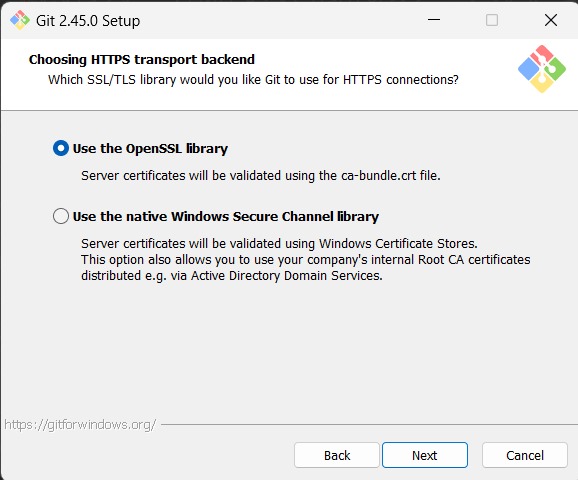 Git 2.45.0 Setup
Choosing HTTPS transport backend
Which SSL/TLS library would you like Git to use for HTTPS connections?
Use the OpenSSL library
Server certificates will be validated using the ca-bundle.crt file.
Use the native Windows Secure Channel library
Server certificates will be validated using Windows Certificate Stores.
This option also allows you to use your company's internal Root CA certificates
distributed e.g. via Active Directory Domain Services.
https://gitforwindows.org/
Back Next Cancel